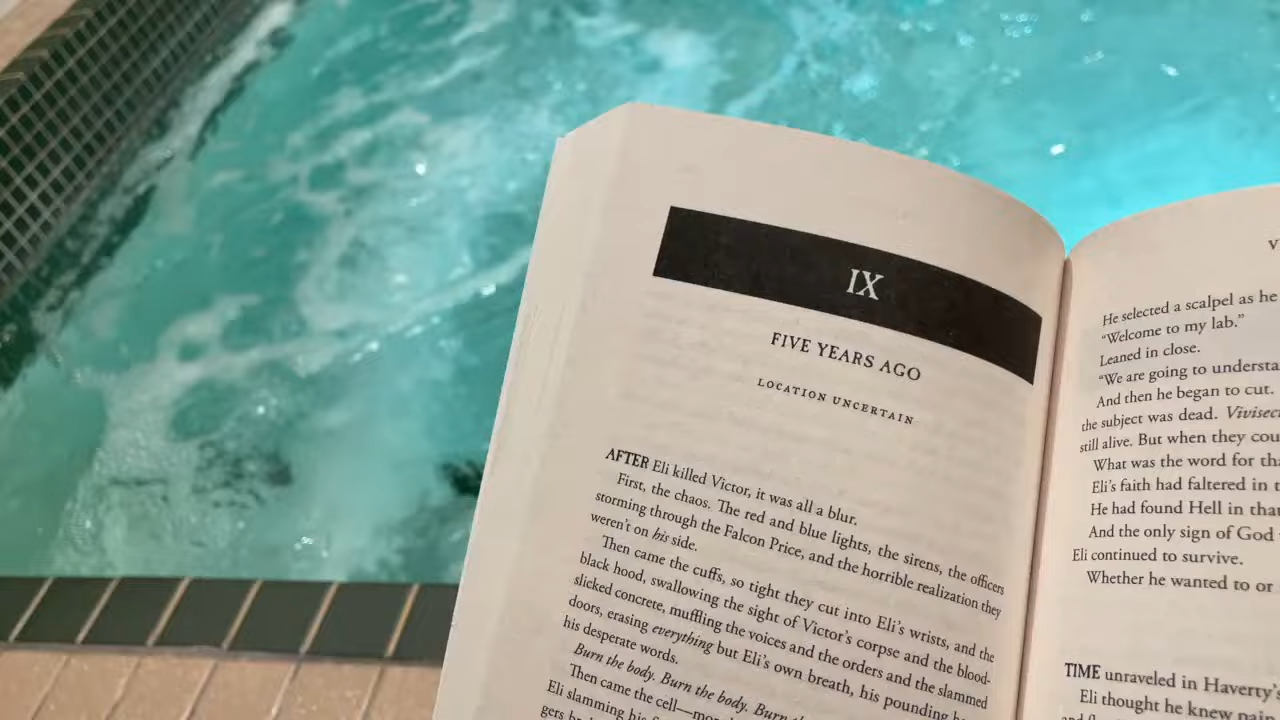 IX
FIVE YEARS AGO
LOCATION UNCERTAIN
AFTER Eli killed Victor, it was all a blur.
First, the chaos. The red and blue lights, the sirens, the officers
storming through the Falcon Price, and the horrible realization they
weren't on his side.
Then came the cuffs, so tight they cut into Eli's wrists, and the
black hood, swallowing the sight of Victor's corpse and the blood-
slicked concrete, muffling the voices and the orders and the slammed
doors, erasing everything but Eli's own breath, his pounding
his desperate words.
Burn the body. Burn the body. Burn
Then came the cell
Eli slamming his
V
He selected a scalpel as he
"Welcome to my lab."
Leaned in close.
"We are going to understa
And then he began to cut.
the subject was dead. Vivisec
still alive. But when they cou
What was the word for tha
Eli's faith had faltered in t
He had found Hell in that
And the only sign of God
Eli continued to survive.
Whether he wanted to or
TIME unraveled in Haverty's
Eli thought he knew pain